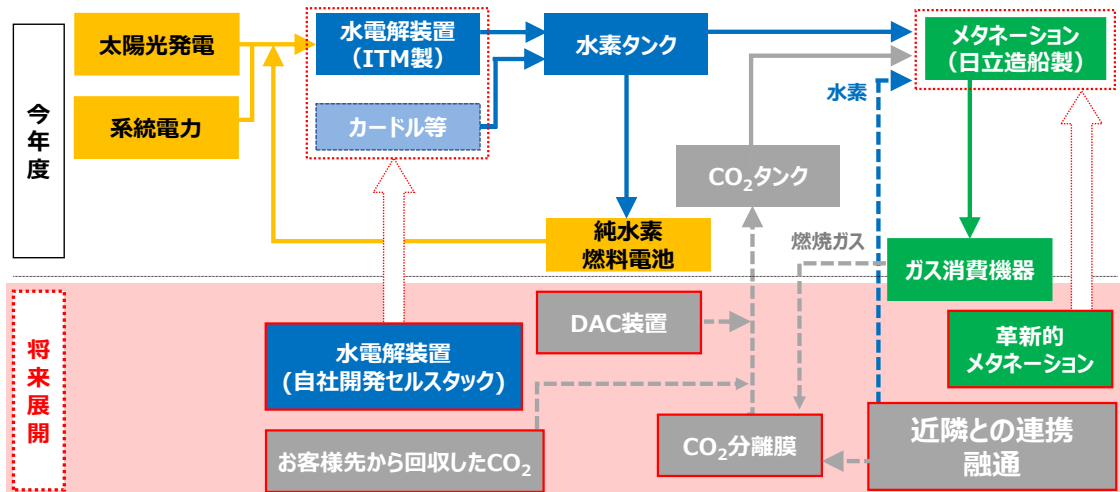 今年度
太陽光発電
系統電力
水電解装置
（ITM製）
カードル等
水素タンク
メタネーション
（日立造船製）
水素
CO₂タンク
純水素
燃料電池
燃焼ガス
ガス消費機器
将来展開
DAC装置
水電解装置
(自社開発セルスタック)
革新的
メタネーション
お客様先から回収したCO₂
CO₂分離膜
近隣との連携
融通